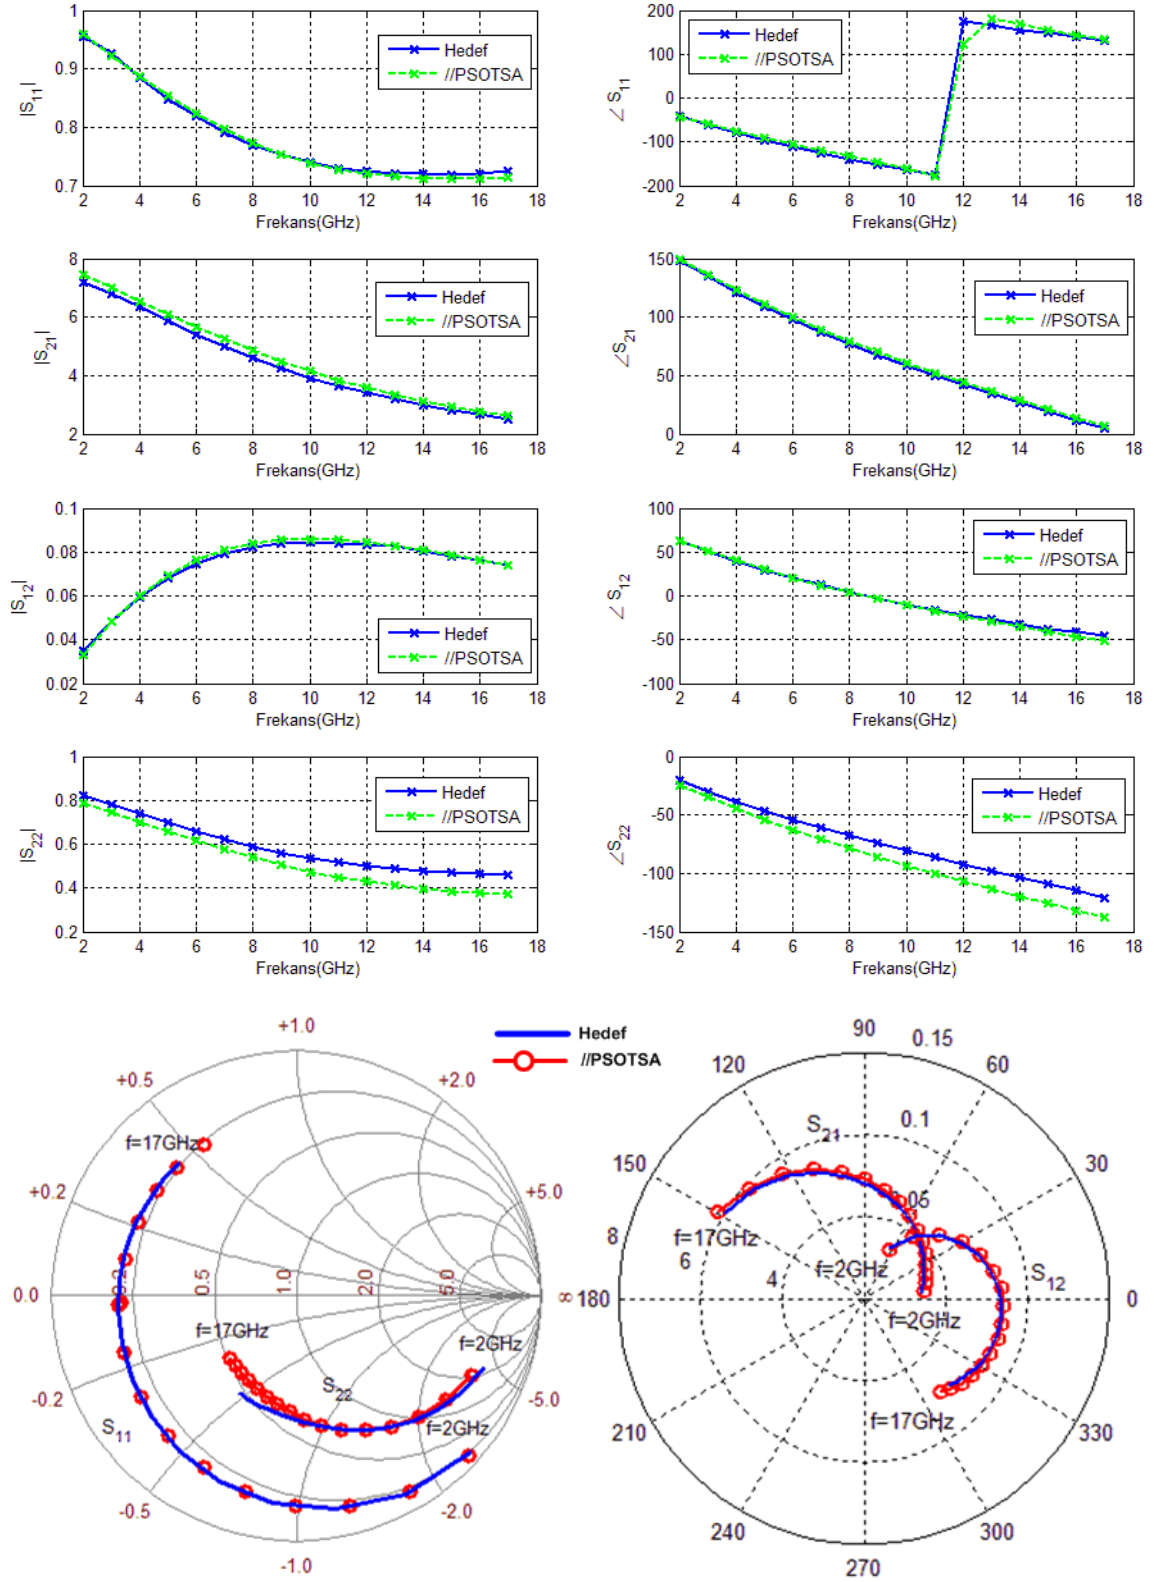 1
0.9
0.8
0.7
|S11|
Hedef
//PSOTSA
2 4 6 8 10 12 14 16 18
Frekans(GHz)
200
100
0
-100
-200
∠ S11
Hedef
//PSOTSA
2 4 6 8 10 12 14 16 18
Frekans(GHz)
8
6
4
2
|S21|
Hedef
//PSOTSA
2 4 6 8 10 12 14 16 18
Frekans(GHz)
150
100
50
0
∠S21
Hedef
//PSOTSA
2 4 6 8 10 12 14 16 18
Frekans(GHz)
0.1
0.08
0.06
0.04
0.02
|S12|
Hedef
//PSOTSA
2 4 6 8 10 12 14 16 18
Frekans(GHz)
100
50
0
-50
-100
∠ S12
Hedef
//PSOTSA
2 4 6 8 10 12 14 16 18
Frekans(GHz)
1
0.8
0.6
0.4
0.2
|S22|
Hedef
//PSOTSA
2 4 6 8 10 12 14 16 18
Frekans(GHz)
0
-50
-100
-150
∠S22
Hedef
//PSOTSA
2 4 6 8 10 12 14 16 18
Frekans(GHz)
Hedef
//PSOTSA
+1.0
+0.5
+2.0
f=17GHz
+0.2
+5.0
0.0
0.5
1.0
2.0
5.0
∞
f=17GHz
f=2GHz
S22
-0.2
-5.0
S11
f=2GHz
-0.5
-2.0
-1.0
90
0.15
120
60
S21
0.1
150
30
.05
f=17GHz
8
6
4
f=2GHz
S12
180
0
f=2GHz
f=17GHz
210
330
240
300
270